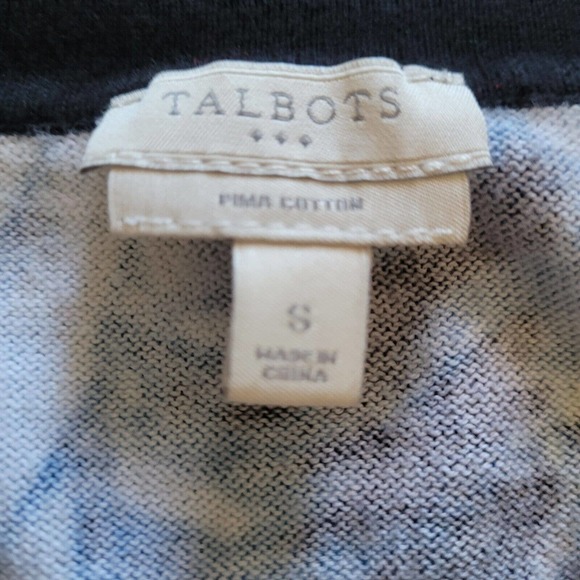 TALBOTS
PIMA COTTON
S
MADE IN
CHINA